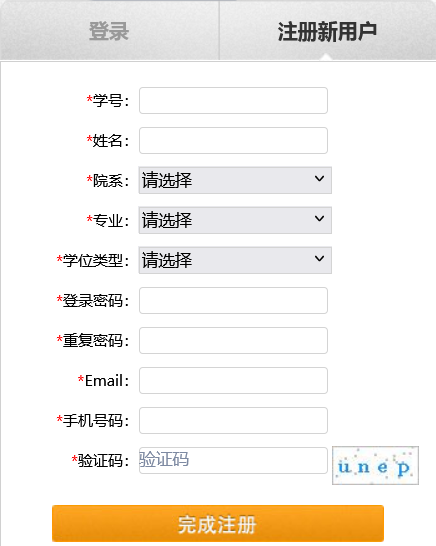 登录 注册新用户
*学号：
*姓名：
*院系： 请选择
*专业： 请选择
*学位类型： 请选择
*登录密码：
*重复密码：
*Email：
*手机号码：
*验证码： 验证码 unep
完成注册